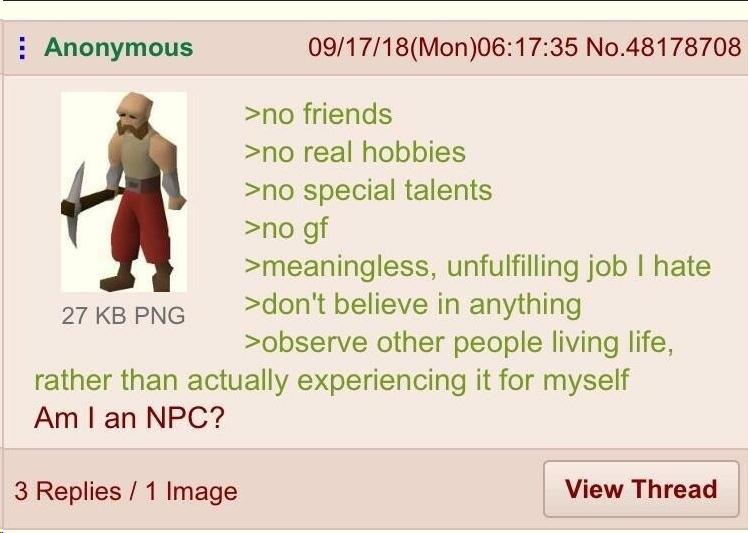 Anonymous 09/17/18(Mon)06:17:35 No.48178708
>no friends
>no real hobbies
>no special talents
>no gf
>meaningless, unfulfilling job I hate
27 KB PNG
>don't believe in anything
>observe other people living life,
rather than actually experiencing it for myself
Am I an NPC?
3 Replies / 1 Image
View Thread